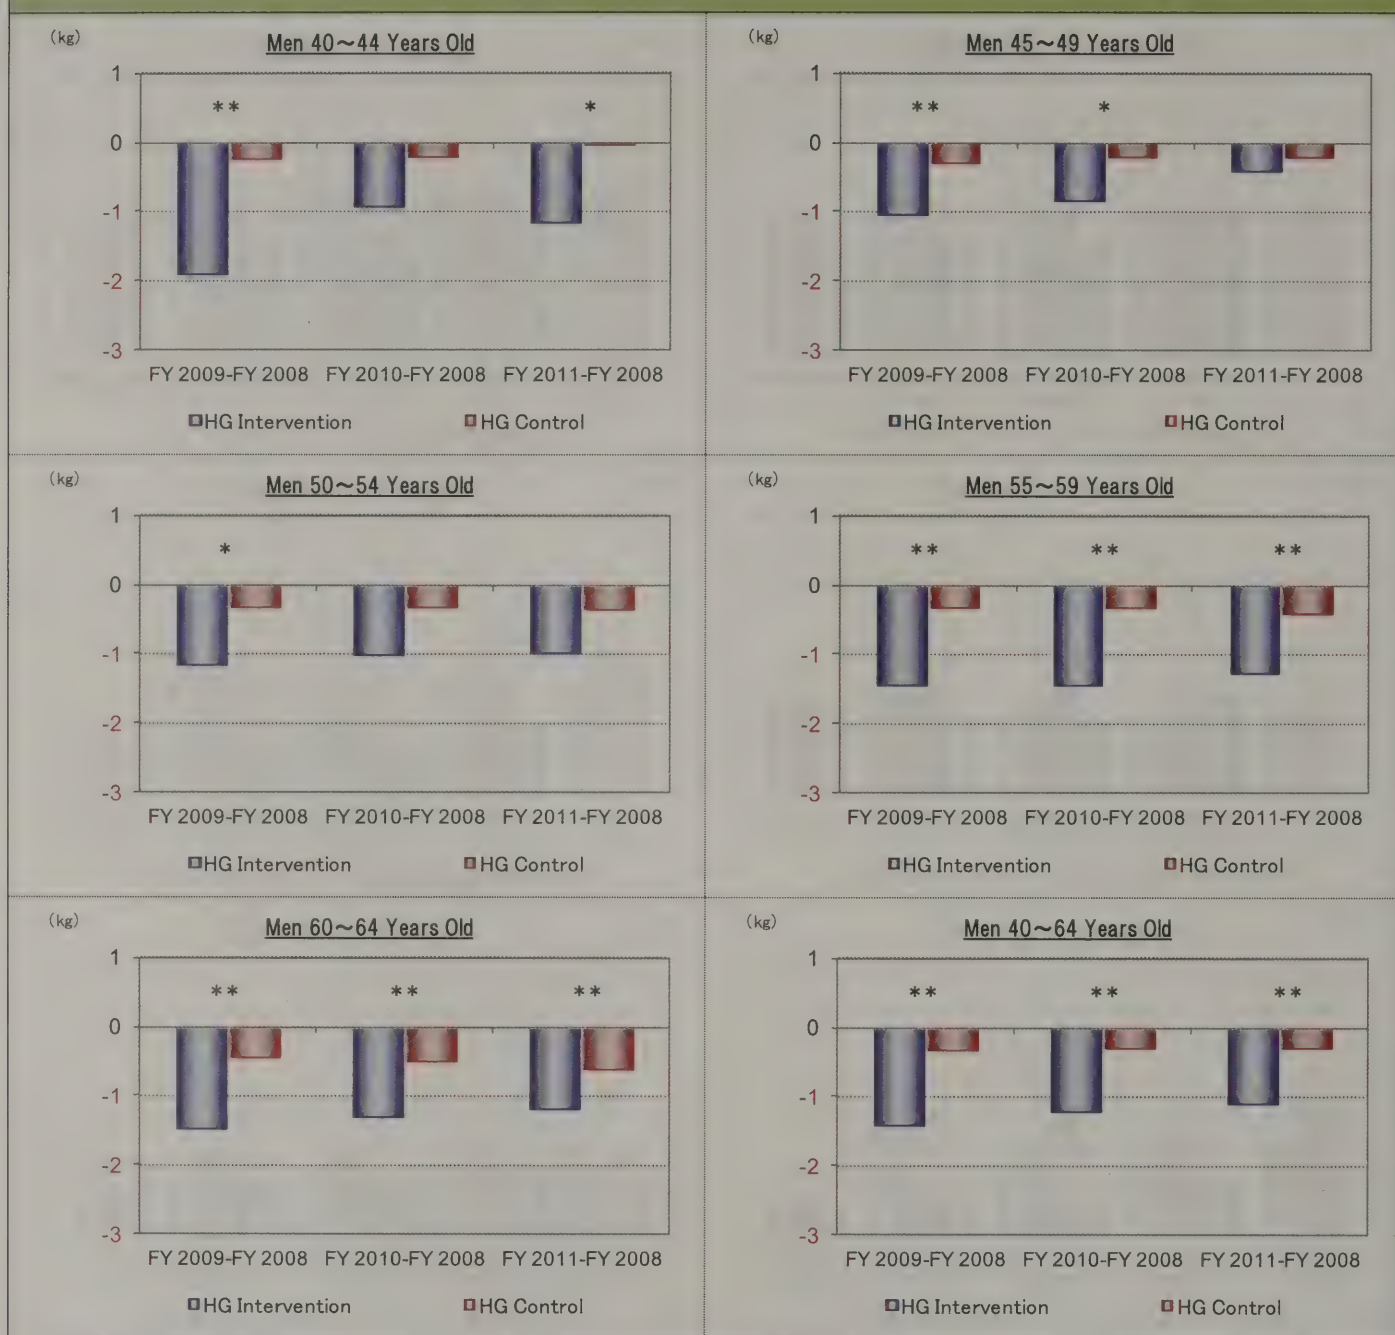 (kg)
Men 40~44 Years Old
1
** *
0
-1
-2
-3
FY 2009-FY 2008 FY 2010-FY 2008 FY 2011-FY 2008
HG Intervention HG Control
(kg)
Men 45~49 Years Old
1
** *
0
-1
-2
-3
FY 2009-FY 2008 FY 2010-FY 2008 FY 2011-FY 2008
HG Intervention HG Control
(kg)
Men 50~54 Years Old
1
*
0
-1
-2
-3
FY 2009-FY 2008 FY 2010-FY 2008 FY 2011-FY 2008
HG Intervention HG Control
(kg)
Men 55~59 Years Old
1
** ** **
0
-1
-2
-3
FY 2009-FY 2008 FY 2010-FY 2008 FY 2011-FY 2008
HG Intervention HG Control
(kg)
Men 60~64 Years Old
1
** ** **
0
-1
-2
-3
FY 2009-FY 2008 FY 2010-FY 2008 FY 2011-FY 2008
HG Intervention HG Control
(kg)
Men 40~64 Years Old
1
** ** **
0
-1
-2
-3
FY 2009-FY 2008 FY 2010-FY 2008 FY 2011-FY 2008
HG Intervention HG Control